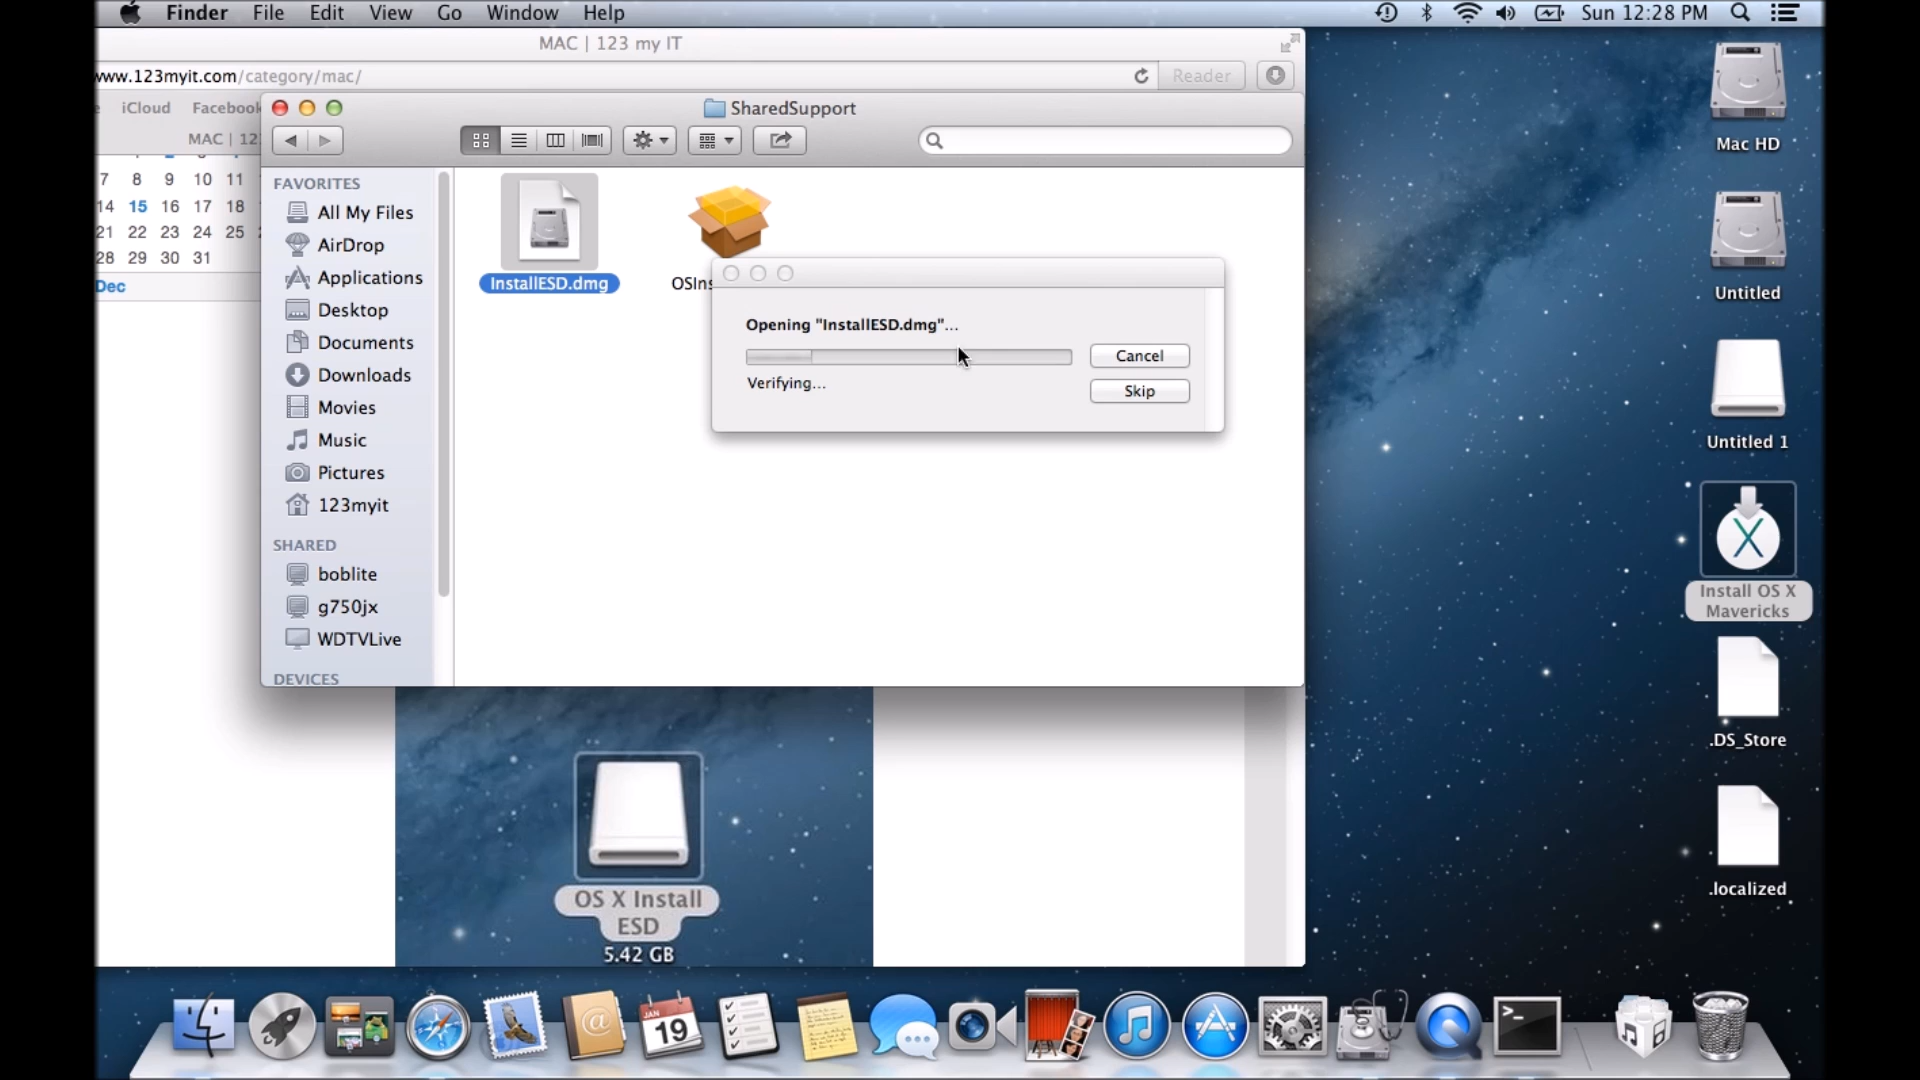 Finder File Edit View Go Window Help
Sun 12:28 PM
MAC | 123 my IT
www.123myit.com/category/mac/
Reader
iCloud Facebook
MAC | 12
7 8 9 10 11
14 15 16 17 18
21 22 23 24 25
28 29 30 31
Dec
SharedSupport
FAVORITES
All My Files
AirDrop
Applications
Desktop
Documents
Downloads
Movies
Music
Pictures
123myit
SHARED
boblite
g750jx
WDTVLive
DEVICES
InstallESD.dmg
OSIns
Opening "InstallESD.dmg"...
Cancel
Verifying...
Skip
OS X Install
ESD
5.42 GB
Mac HD
Untitled
Untitled 1
Install OS X
Mavericks
.DS_Store
.localized
JAN
19